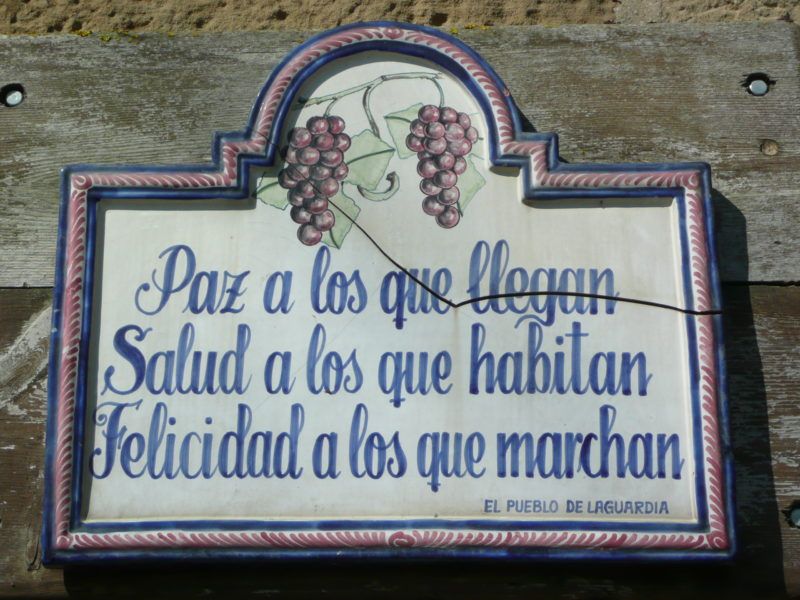 Paz a los que llegan
Salud a los que habitan
Felicidad a los que marchan
EL PUEBLO DE LAGUARDIA